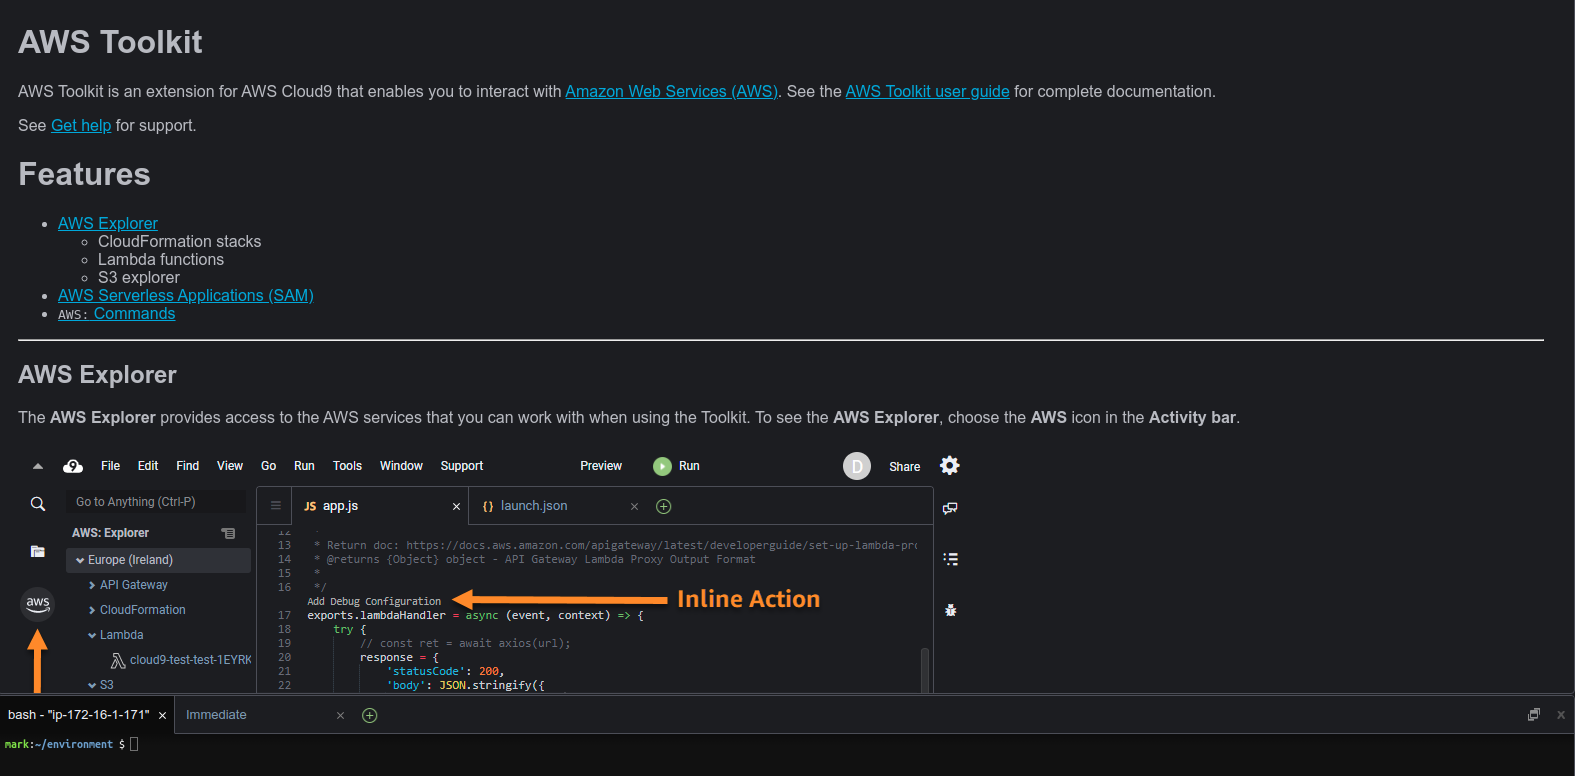 AWS Toolkit
AWS Toolkit is an extension for AWS Cloud9 that enables you to interact with Amazon Web Services (AWS). See the AWS Toolkit user guide for complete documentation.
See Get help for support.
Features
AWS Explorer
CloudFormation stacks
Lambda functions
S3 explorer
AWS Serverless Applications (SAM)
AWS: Commands
AWS Explorer
The AWS Explorer provides access to the AWS services that you can work with when using the Toolkit. To see the AWS Explorer, choose the AWS icon in the Activity bar.
9 File Edit Find View Go Run Tools Window Support Preview Run D Share
Go to Anything (Ctrl-P)
AWS: Explorer
Europe (Ireland)
API Gateway
CloudFormation
Lambda
cloud9-test-test-1EYRK
S3
aws
JS app.js × {} launch.json ×
12 *
13 * Return doc: https://docs.aws.amazon.com/apigateway/latest/developerguide/set-up-lambda-pro
14 * @returns {Object} object - API Gateway Lambda Proxy Output Format
15 *
16 */
Add Debug Configuration
Inline Action
17 exports.lambdaHandler = async (event, context) => {
18 try {
19 // const ret = await axios(url);
20 response = {
21 'statusCode': 200,
22 'body': JSON.stringify({
bash - "ip-172-16-1-171" × Immediate ×
mark:~/environment $